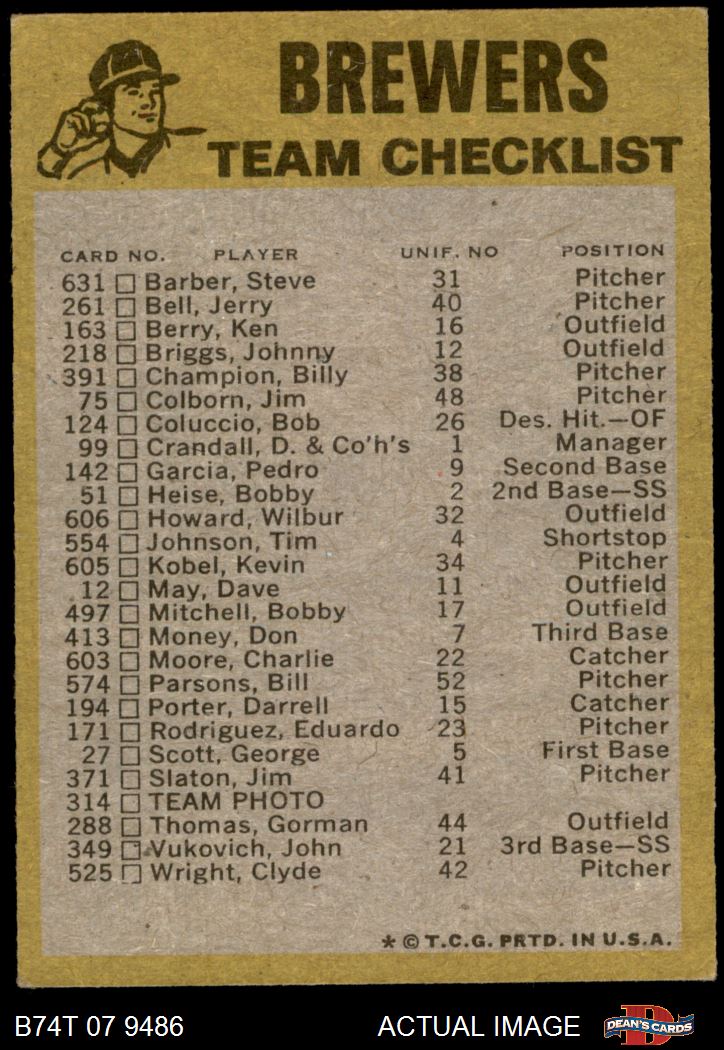 BREWERS
TEAM CHECKLIST
CARD NO. PLAYER UNIF. NO POSITION
631 Barber, Steve 31 Pitcher
261 Bell, Jerry 40 Pitcher
163 Berry, Ken 16 Outfield
218 Briggs, Johnny 12 Outfield
391 Champion, Billy 38 Pitcher
75 Colborn, Jim 48 Pitcher
124 Coluccio, Bob 26 Des. Hit.—OF
99 Crandall, D. & Co'h's 1 Manager
142 Garcia, Pedro 9 Second Base
51 Heise, Bobby 2 2nd Base—SS
606 Howard, Wilbur 32 Outfield
554 Johnson, Tim 4 Shortstop
605 Kobel, Kevin 34 Pitcher
12 May, Dave 11 Outfield
497 Mitchell, Bobby 17 Outfield
413 Money, Don 7 Third Base
603 Moore, Charlie 22 Catcher
574 Parsons, Bill 52 Pitcher
194 Porter, Darrell 15 Catcher
171 Rodriguez, Eduardo 23 Pitcher
27 Scott, George 5 First Base
371 Slaton, Jim 41 Pitcher
314 TEAM PHOTO
288 Thomas, Gorman 44 Outfield
349 Vukovich, John 21 3rd Base—SS
525 Wright, Clyde 42 Pitcher
* © T.C.G. PRTD. IN U.S.A.
B74T 07 9486 ACTUAL IMAGE DEAN'S CARDS